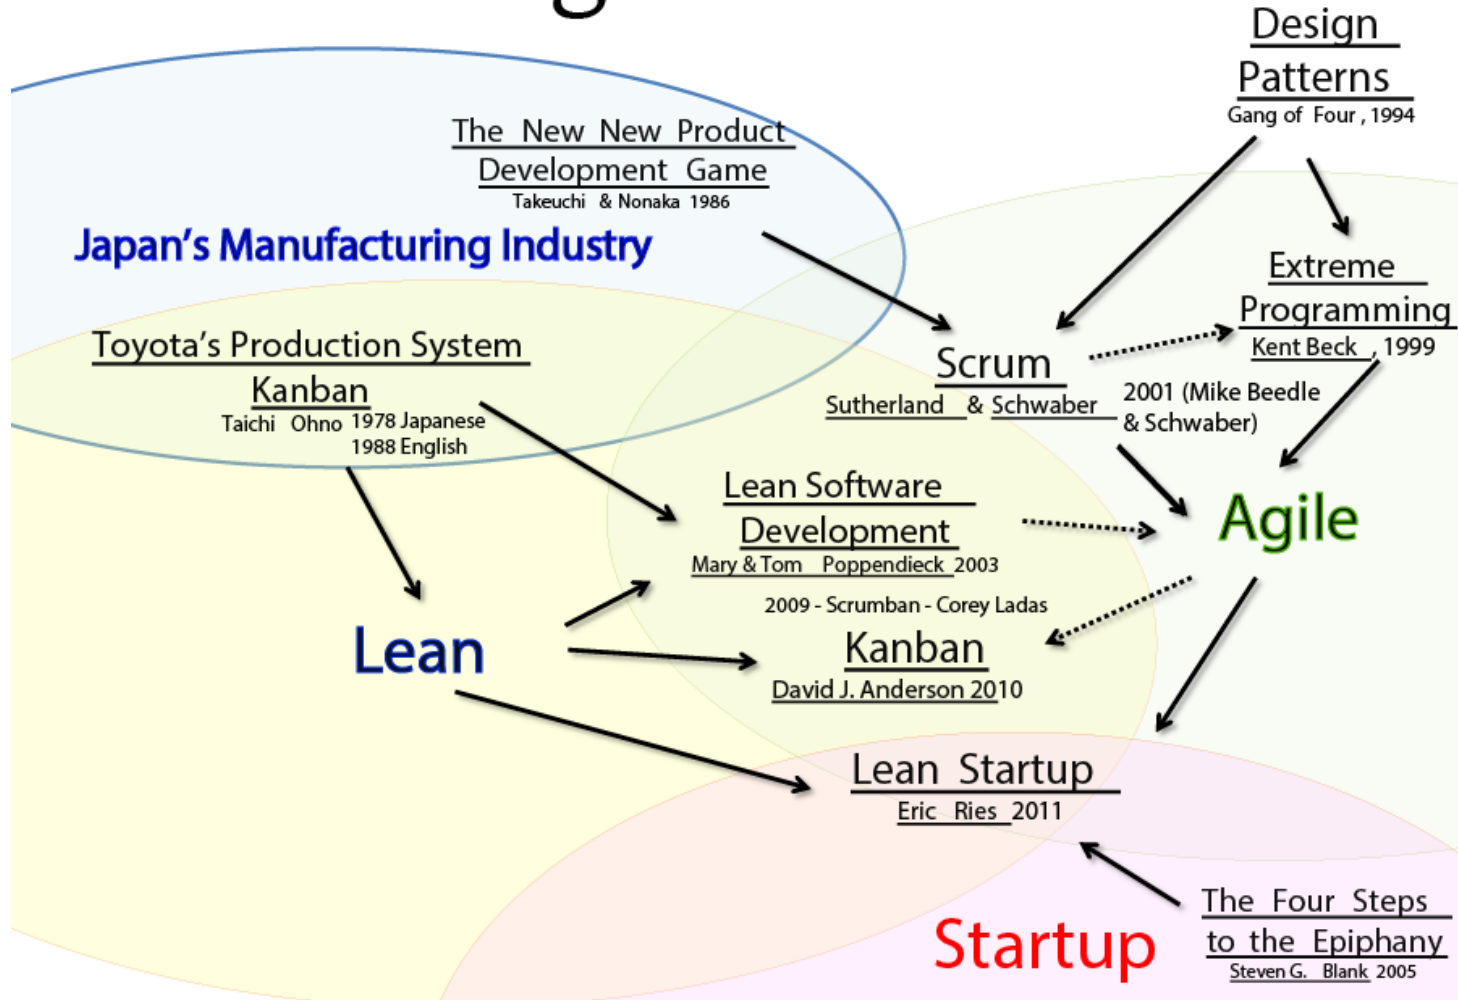 g
Design
Patterns
Gang of Four , 1994
The New New Product
Development Game
Takeuchi & Nonaka 1986
Japan's Manufacturing Industry
Extreme
Programming
Kent Beck , 1999
Toyota's Production System
Kanban
Taichi Ohno 1978 Japanese
1988 English
Scrum
Sutherland & Schwaber
2001 (Mike Beedle
& Schwaber)
Lean Software
Development
Mary & Tom Poppendieck 2003
Agile
2009 - Scrumban - Corey Ladas
Kanban
David J. Anderson 2010
Lean
Lean Startup
Eric Ries 2011
Startup
The Four Steps
to the Epiphany
Steven G. Blank 2005